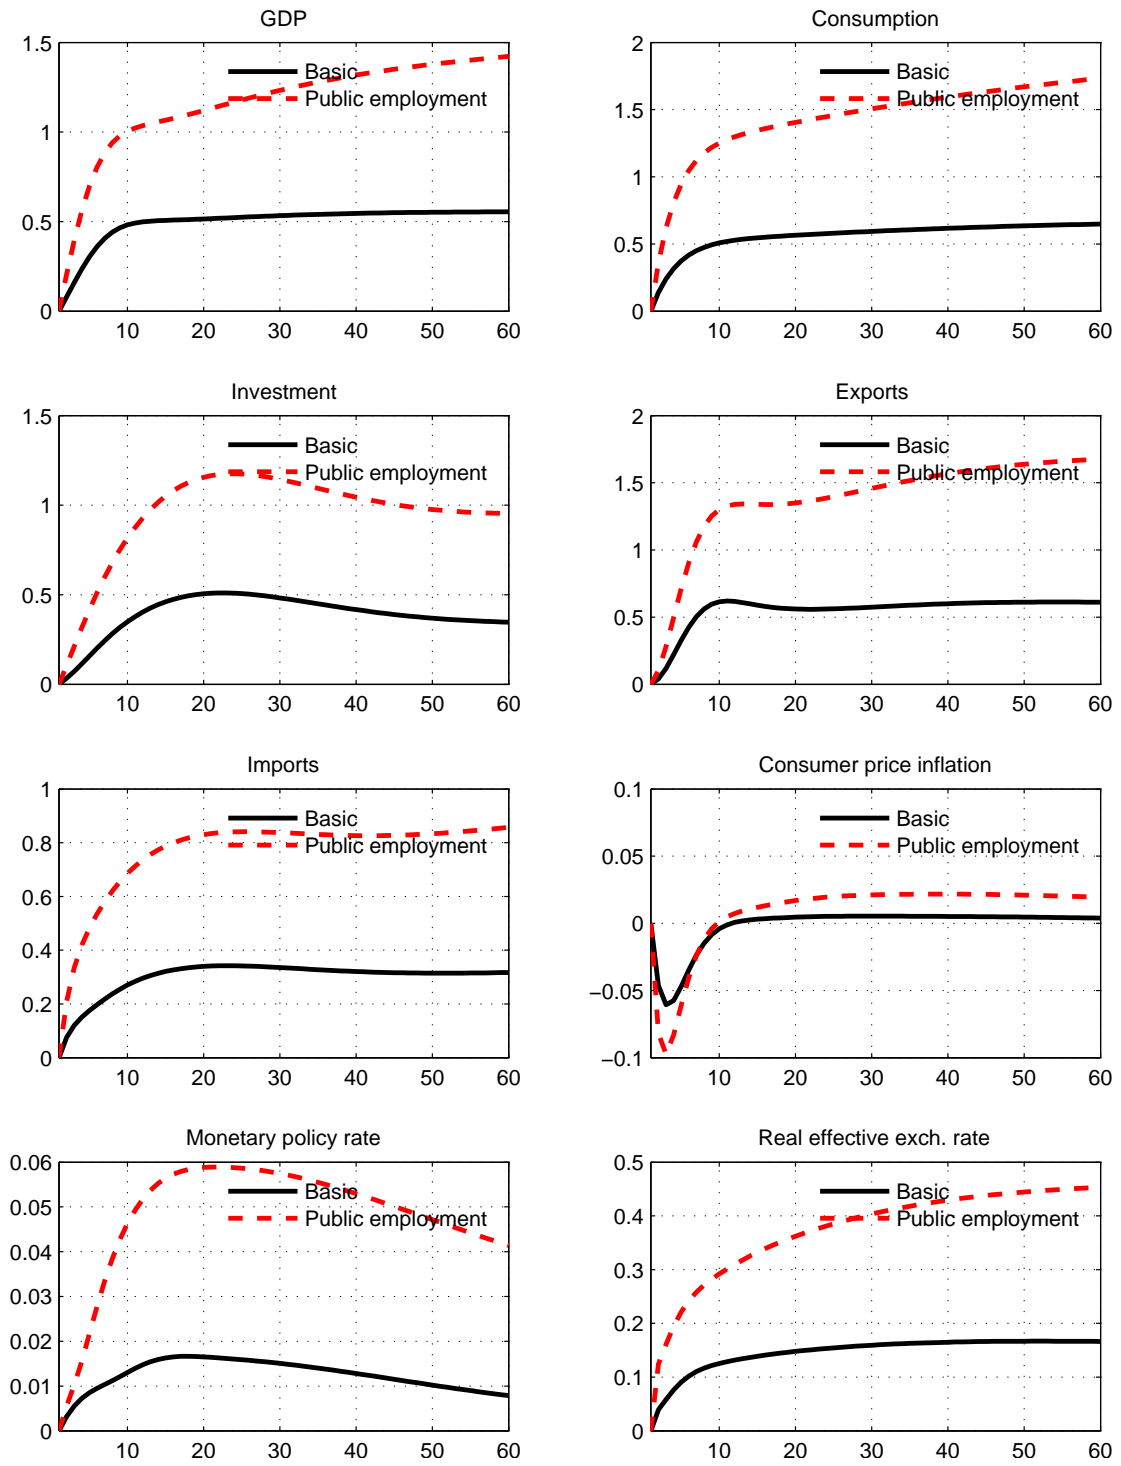 GDP
1.5
1
0.5
0
10 20 30 40 50 60
Basic
Public employment
Consumption
2
1.5
1
0.5
0
10 20 30 40 50 60
Basic
Public employment
Investment
1.5
1
0.5
0
10 20 30 40 50 60
Basic
Public employment
Exports
2
1.5
1
0.5
0
10 20 30 40 50 60
Basic
Public employment
Imports
1
0.8
0.6
0.4
0.2
0
10 20 30 40 50 60
Basic
Public employment
Consumer price inflation
0.1
0.05
0
−0.05
−0.1
10 20 30 40 50 60
Basic
Public employment
Monetary policy rate
0.06
0.05
0.04
0.03
0.02
0.01
0
10 20 30 40 50 60
Basic
Public employment
Real effective exch. rate
0.5
0.4
0.3
0.2
0.1
0
10 20 30 40 50 60
Basic
Public employment